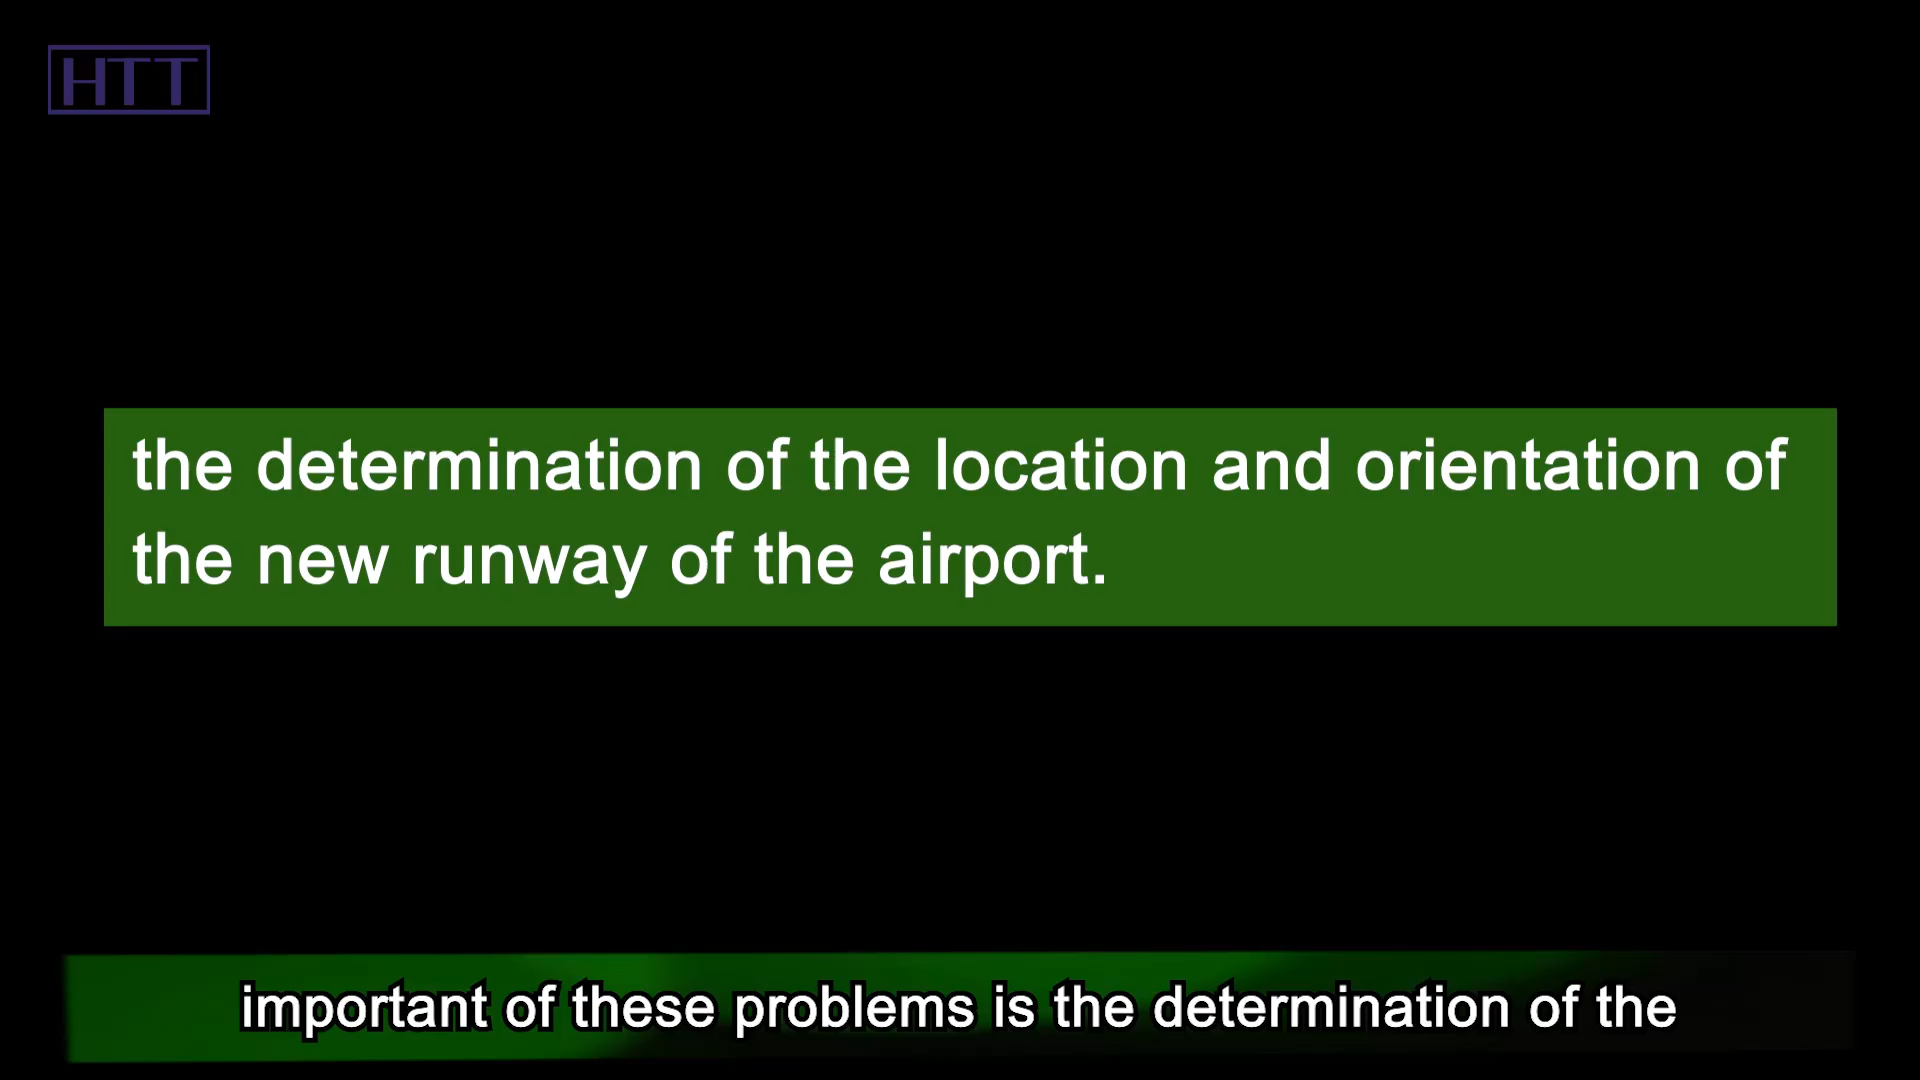 HTT
the determination of the location and orientation of
the new runway of the airport.
important of these problems is the determination of the